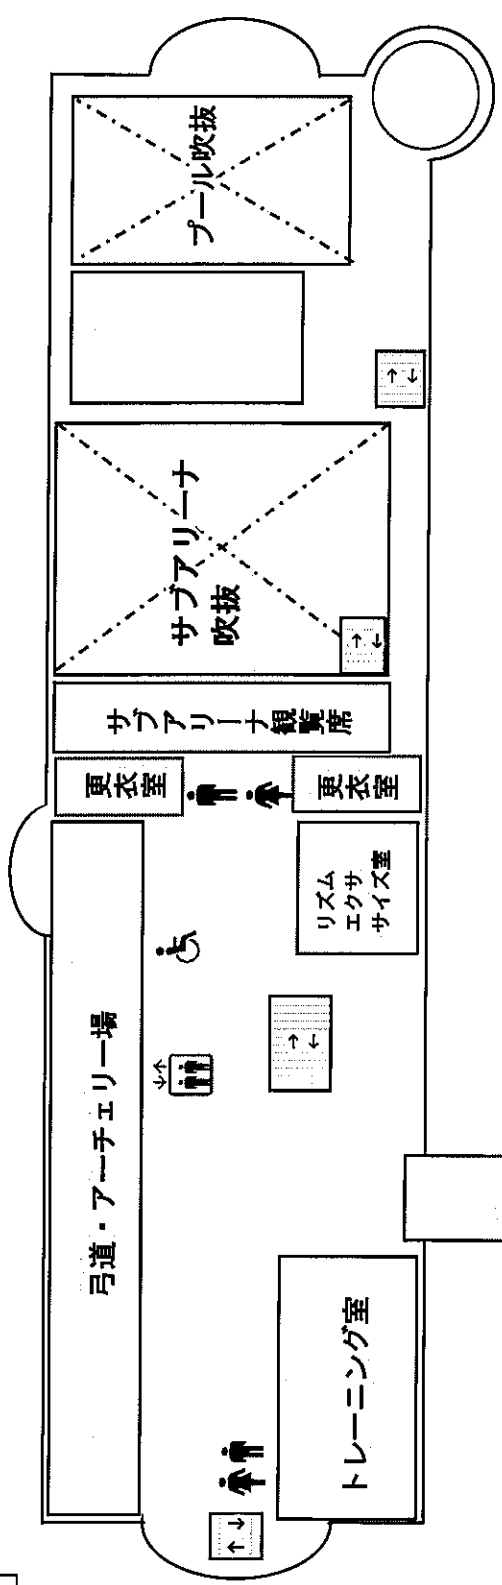 プール吹抜
サブアリーナ
吹抜
サブアリーナ観覧席
更衣室
更衣室
リズム
エクサ
サイズ室
弓道・アーチェリー場
トレーニング室